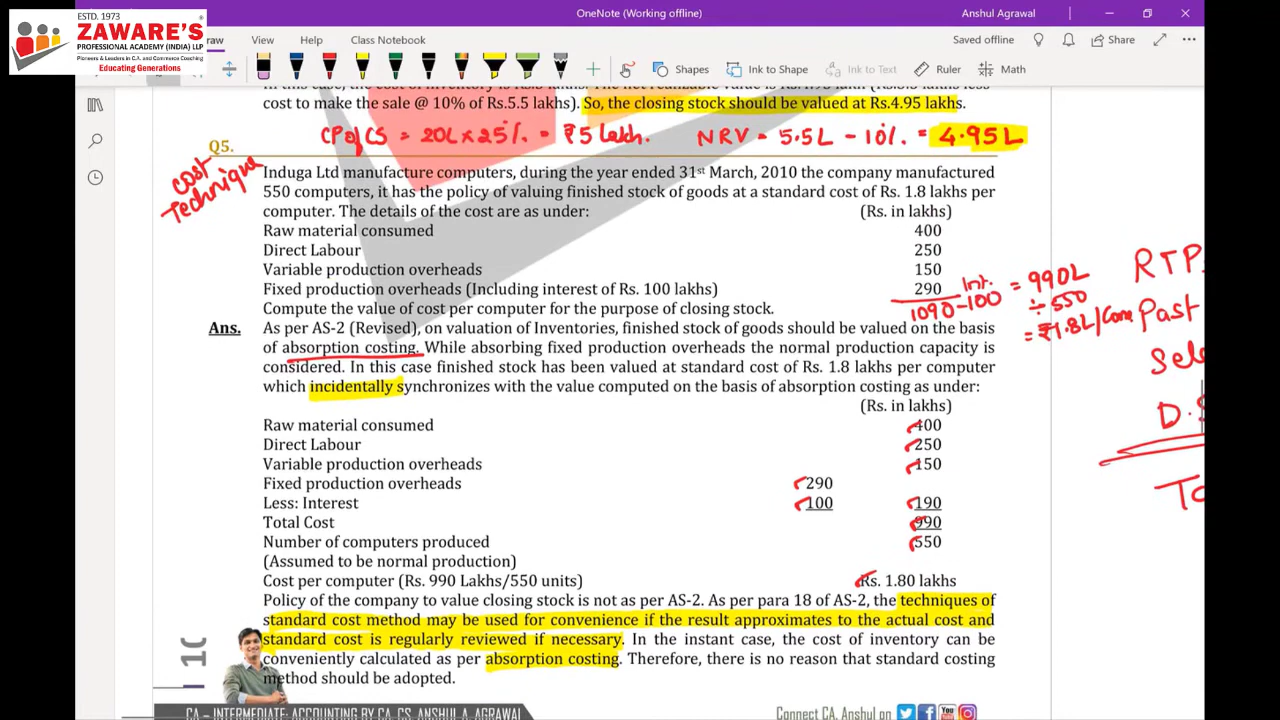 OneNote (Working offline)
Anshul Agrawal
ESTD. 1973
ZAWARE'S
PROFESSIONAL ACADEMY (INDIA) LLP
Pioneers & Leaders in C.A. and Commerce Coaching
Educating Generations
raw View Help Class Notebook
Saved offline
Share
Shapes Ink to Shape Ink to Text Ruler Math
cost to make the sale @ 10% of Rs.5.5 lakhs). So, the closing stock should be valued at Rs.4.95 lakhs.
CP of CS = 20L x 25% = ₹5 Lakh. NRV = 5.5L - 10% = 4.95L
Q5.
Cost Technique
Induga Ltd manufacture computers, during the year ended 31st March, 2010 the company manufactured
550 computers, it has the policy of valuing finished stock of goods at a standard cost of Rs. 1.8 lakhs per
computer. The details of the cost are as under: (Rs. in lakhs)
Raw material consumed 400
Direct Labour 250
Variable production overheads 150
Fixed production overheads (Including interest of Rs. 100 lakhs) 290
1090-100 Int. = 990L
÷ 550
= ₹1.8L/Com
RTP
Past
Sel
D.S
To
Compute the value of cost per computer for the purpose of closing stock.
Ans. As per AS-2 (Revised), on valuation of Inventories, finished stock of goods should be valued on the basis
of absorption costing. While absorbing fixed production overheads the normal production capacity is
considered. In this case finished stock has been valued at standard cost of Rs. 1.8 lakhs per computer
which incidentally synchronizes with the value computed on the basis of absorption costing as under:
(Rs. in lakhs)
Raw material consumed 400
Direct Labour 250
Variable production overheads 150
Fixed production overheads 290
Less: Interest 100 190
Total Cost 990
Number of computers produced 550
(Assumed to be normal production)
Cost per computer (Rs. 990 Lakhs/550 units) Rs. 1.80 lakhs
Policy of the company to value closing stock is not as per AS-2. As per para 18 of AS-2, the techniques of
standard cost method may be used for convenience if the result approximates to the actual cost and
standard cost is regularly reviewed if necessary. In the instant case, the cost of inventory can be
conveniently calculated as per absorption costing. Therefore, there is no reason that standard costing
method should be adopted.
CA – INTERMEDIATE: ACCOUNTING BY CA. CS. ANSHUL A. AGRAWAL
Connect CA. Anshul on